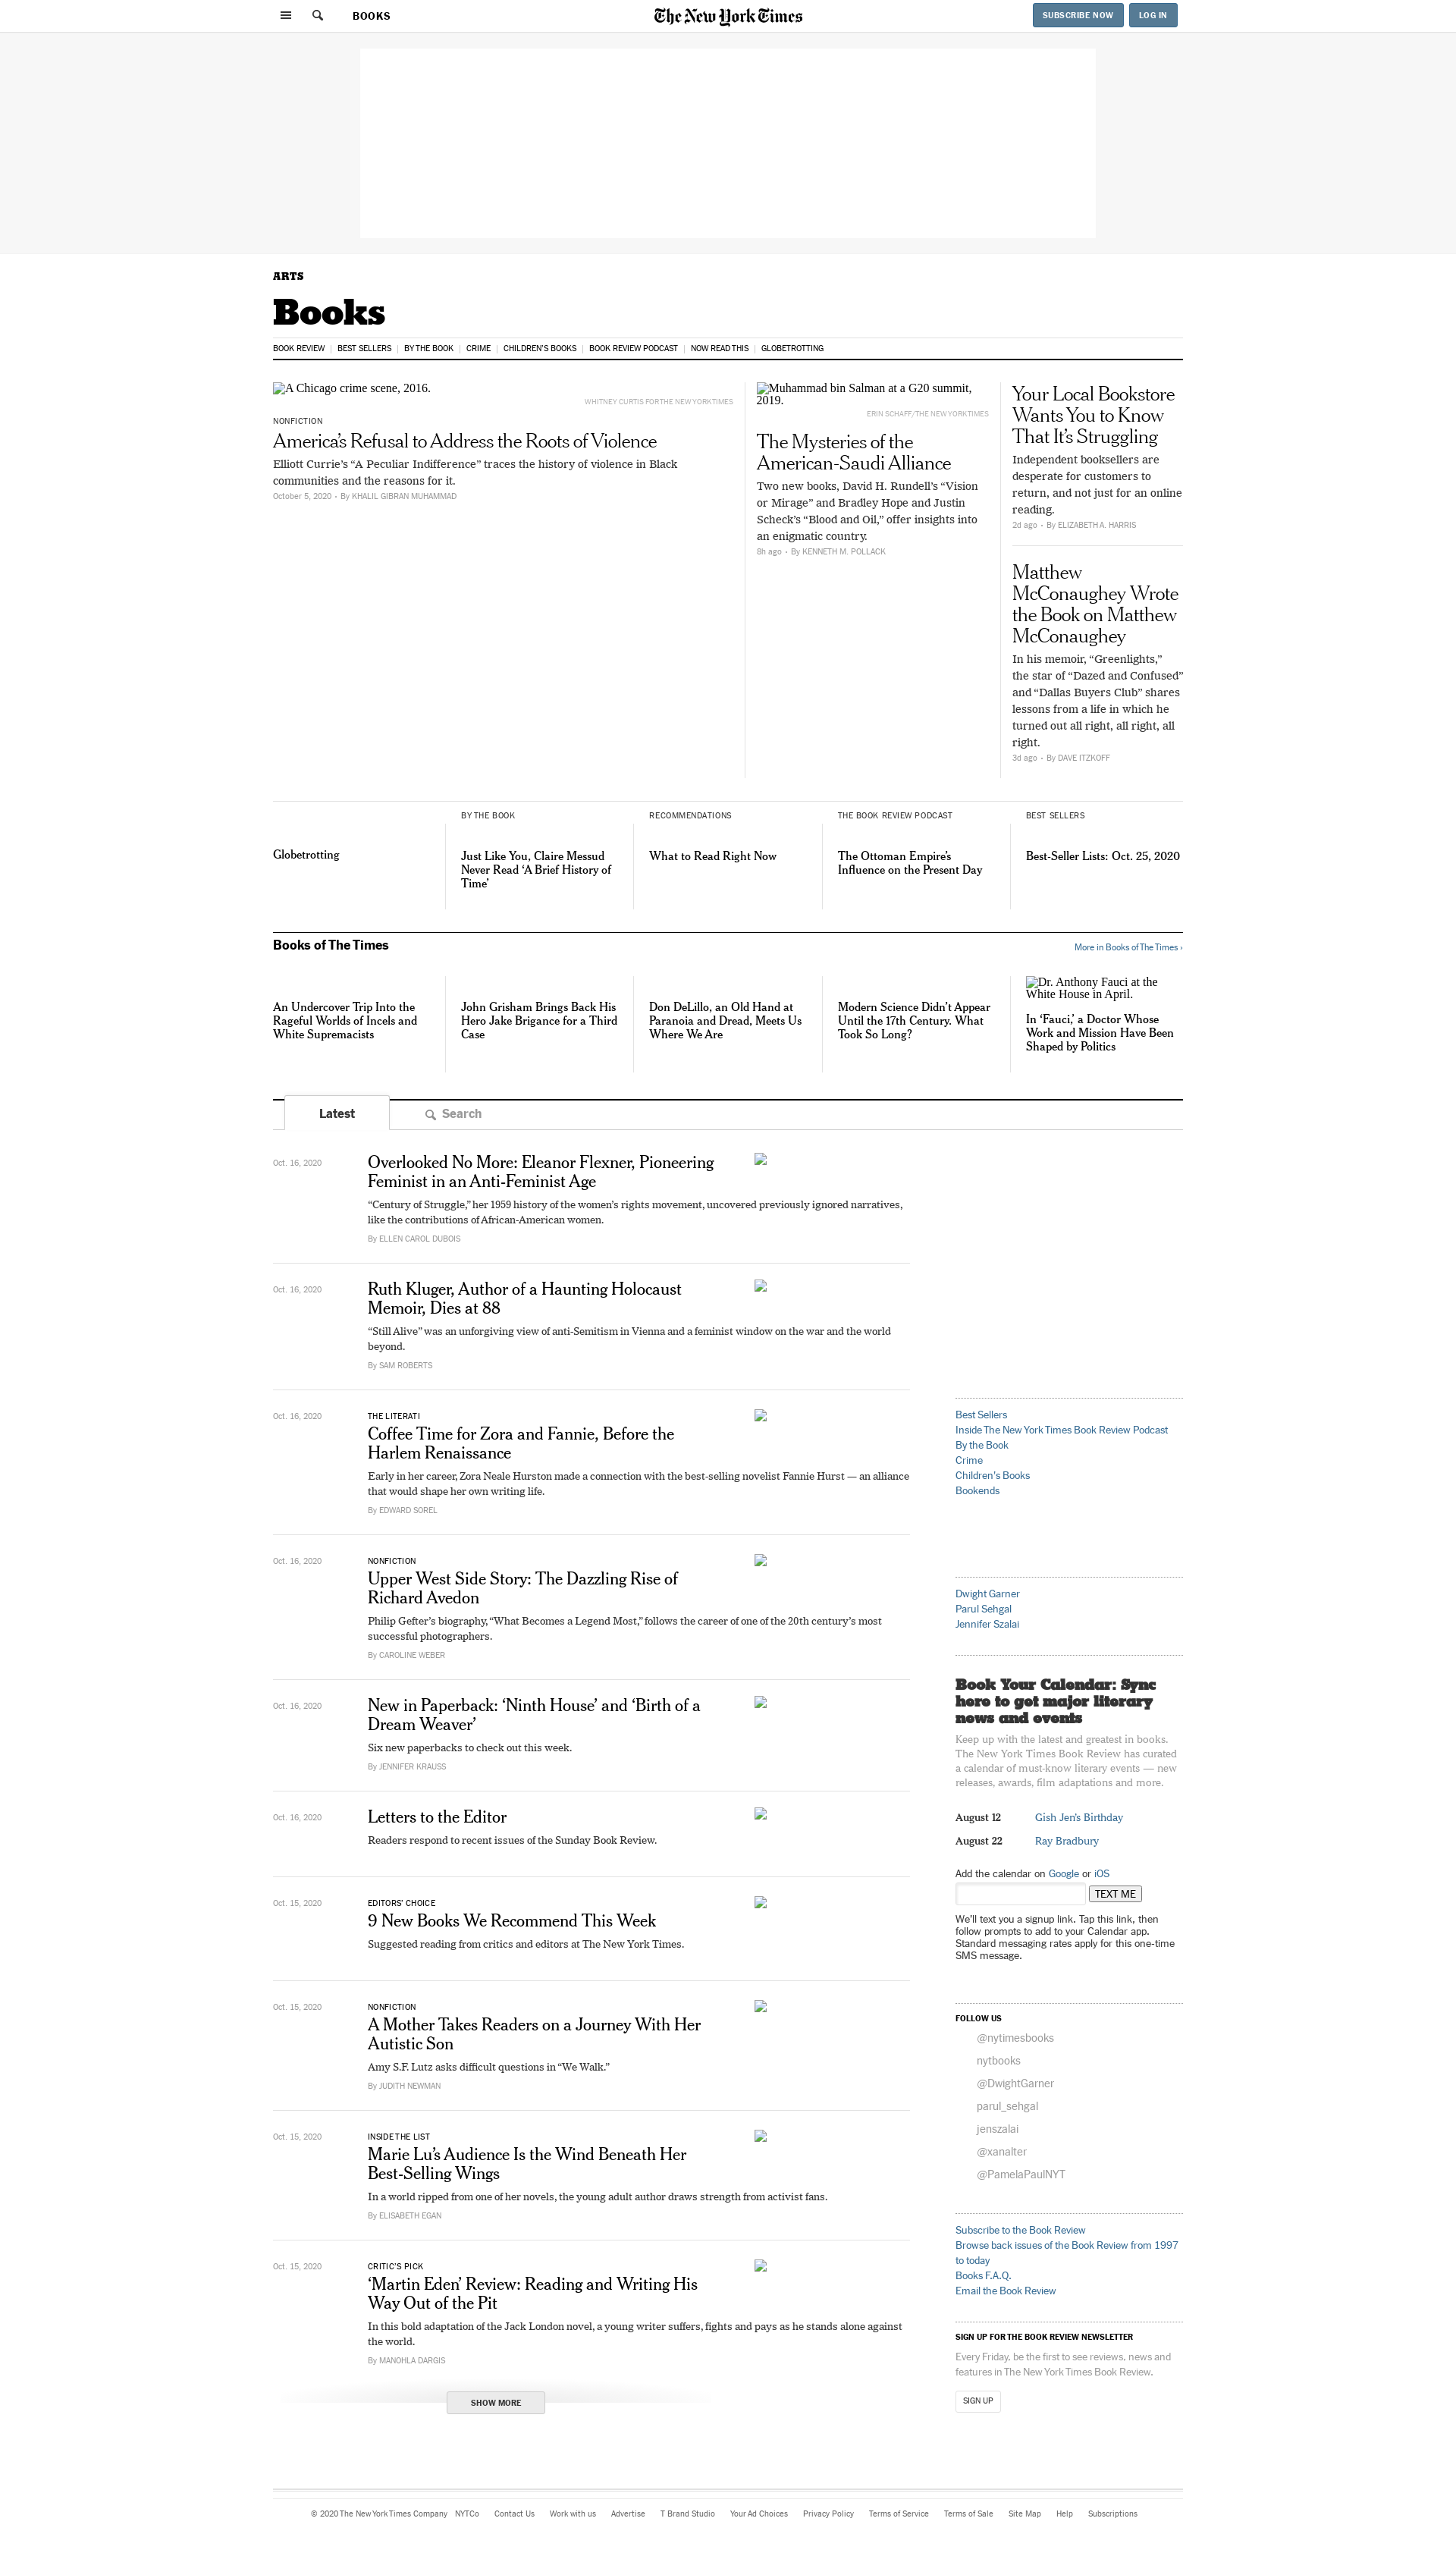 BOOKS
The New York Times
SUBSCRIBE NOW
LOG IN
ARTS
Books
BOOK REVIEW | BEST SELLERS | BY THE BOOK | CRIME | CHILDREN'S BOOKS | BOOK REVIEW PODCAST | NOW READ THIS | GLOBETROTTING
A Chicago crime scene, 2016.
WHITNEY CURTIS FOR THE NEW YORK TIMES
NONFICTION
America's Refusal to Address the Roots of Violence
Elliott Currie's “A Peculiar Indifference” traces the history of violence in Black
communities and the reasons for it.
October 5, 2020 • By KHALIL GIBRAN MUHAMMAD
Muhammad bin Salman at a G20 summit,
2019.
ERIN SCHAFF/THE NEW YORK TIMES
The Mysteries of the
American-Saudi Alliance
Two new books, David H. Rundell's “Vision
or Mirage” and Bradley Hope and Justin
Scheck's “Blood and Oil,” offer insights into
an enigmatic country.
8h ago • By KENNETH M. POLLACK
Your Local Bookstore
Wants You to Know
That It's Struggling
Independent booksellers are
desperate for customers to
return, and not just for an online
reading.
2d ago • By ELIZABETH A. HARRIS
Matthew
McConaughey Wrote
the Book on Matthew
McConaughey
In his memoir, “Greenlights,”
the star of “Dazed and Confused”
and “Dallas Buyers Club” shares
lessons from a life in which he
turned out all right, all right, all
right.
3d ago • By DAVE ITZKOFF
Globetrotting
BY THE BOOK
Just Like You, Claire Messud
Never Read ‘A Brief History of
Time’
RECOMMENDATIONS
What to Read Right Now
THE BOOK REVIEW PODCAST
The Ottoman Empire's
Influence on the Present Day
BEST SELLERS
Best-Seller Lists: Oct. 25, 2020
Books of The Times
More in Books of The Times ›
An Undercover Trip Into the
Rageful Worlds of Incels and
White Supremacists
John Grisham Brings Back His
Hero Jake Brigance for a Third
Case
Don DeLillo, an Old Hand at
Paranoia and Dread, Meets Us
Where We Are
Modern Science Didn't Appear
Until the 17th Century. What
Took So Long?
Dr. Anthony Fauci at the
White House in April.
In ‘Fauci,’ a Doctor Whose
Work and Mission Have Been
Shaped by Politics
Latest
Search
Oct. 16, 2020
Overlooked No More: Eleanor Flexner, Pioneering
Feminist in an Anti-Feminist Age
“Century of Struggle,” her 1959 history of the women's rights movement, uncovered previously ignored narratives,
like the contributions of African-American women.
By ELLEN CAROL DUBOIS
Oct. 16, 2020
Ruth Kluger, Author of a Haunting Holocaust
Memoir, Dies at 88
“Still Alive” was an unforgiving view of anti-Semitism in Vienna and a feminist window on the war and the world
beyond.
By SAM ROBERTS
Oct. 16, 2020
THE LITERATI
Coffee Time for Zora and Fannie, Before the
Harlem Renaissance
Early in her career, Zora Neale Hurston made a connection with the best-selling novelist Fannie Hurst — an alliance
that would shape her own writing life.
By EDWARD SOREL
Oct. 16, 2020
NONFICTION
Upper West Side Story: The Dazzling Rise of
Richard Avedon
Philip Gefter's biography, “What Becomes a Legend Most,” follows the career of one of the 20th century's most
successful photographers.
By CAROLINE WEBER
Oct. 16, 2020
New in Paperback: ‘Ninth House’ and ‘Birth of a
Dream Weaver’
Six new paperbacks to check out this week.
By JENNIFER KRAUSS
Oct. 16, 2020
Letters to the Editor
Readers respond to recent issues of the Sunday Book Review.
Oct. 15, 2020
EDITORS' CHOICE
9 New Books We Recommend This Week
Suggested reading from critics and editors at The New York Times.
Oct. 15, 2020
NONFICTION
A Mother Takes Readers on a Journey With Her
Autistic Son
Amy S.F. Lutz asks difficult questions in “We Walk.”
By JUDITH NEWMAN
Oct. 15, 2020
INSIDE THE LIST
Marie Lu's Audience Is the Wind Beneath Her
Best-Selling Wings
In a world ripped from one of her novels, the young adult author draws strength from activist fans.
By ELISABETH EGAN
Oct. 15, 2020
CRITIC'S PICK
‘Martin Eden’ Review: Reading and Writing His
Way Out of the Pit
In this bold adaptation of the Jack London novel, a young writer suffers, fights and pays as he stands alone against
the world.
By MANOHLA DARGIS
SHOW MORE
Best Sellers
Inside The New York Times Book Review Podcast
By the Book
Crime
Children's Books
Bookends
Dwight Garner
Parul Sehgal
Jennifer Szalai
Book Your Calendar: Sync
here to get major literary
news and events
Keep up with the latest and greatest in books.
The New York Times Book Review has curated
a calendar of must-know literary events — new
releases, awards, film adaptations and more.
August 12 Gish Jen's Birthday
August 22 Ray Bradbury
Add the calendar on Google or iOS
TEXT ME
We'll text you a signup link. Tap this link, then
follow prompts to add to your Calendar app.
Standard messaging rates apply for this one-time
SMS message.
FOLLOW US
@nytimesbooks
nytbooks
@DwightGarner
parul_sehgal
jenszalai
@xanalter
@PamelaPaulNYT
Subscribe to the Book Review
Browse back issues of the Book Review from 1997
to today
Books F.A.Q.
Email the Book Review
SIGN UP FOR THE BOOK REVIEW NEWSLETTER
Every Friday, be the first to see reviews, news and
features in The New York Times Book Review.
SIGN UP
© 2020 The New York Times Company NYTCo Contact Us Work with us Advertise T Brand Studio Your Ad Choices Privacy Policy Terms of Service Terms of Sale Site Map Help Subscriptions